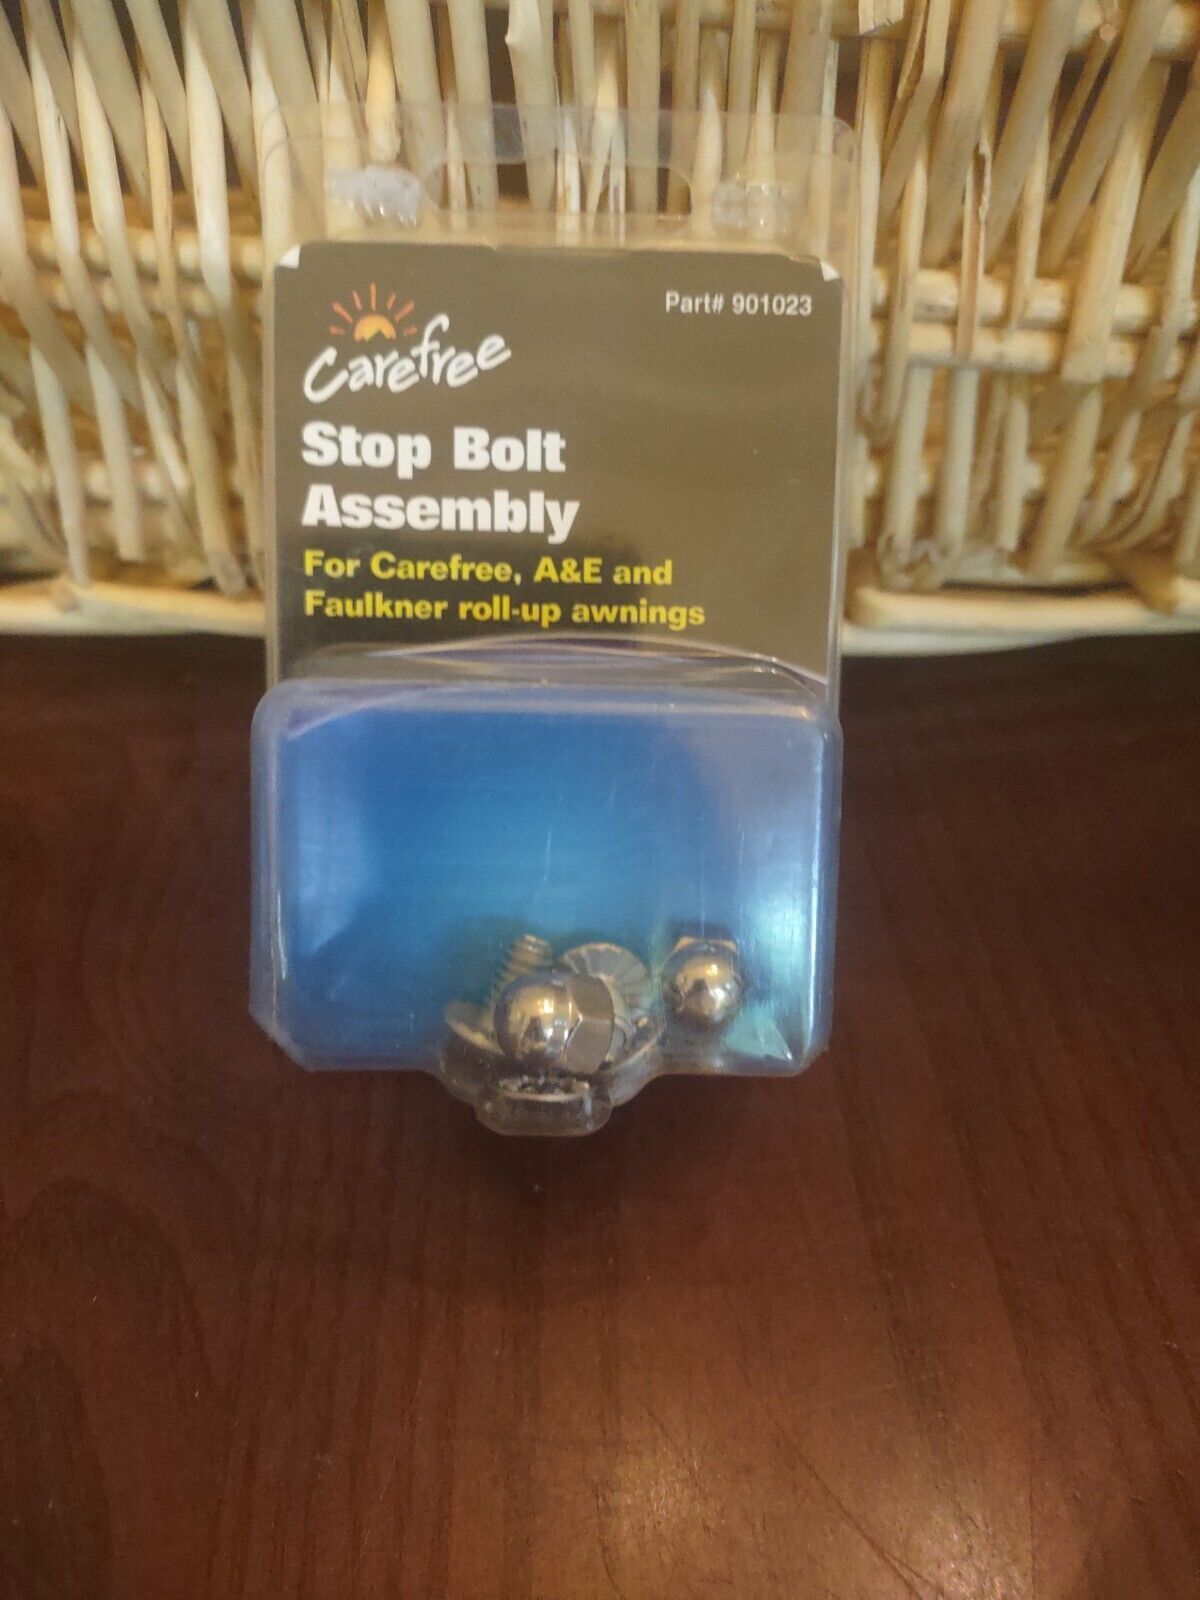 Part# 901023
Carefree
Stop Bolt
Assembly
For Carefree, A&E and
Faulkner roll-up awnings